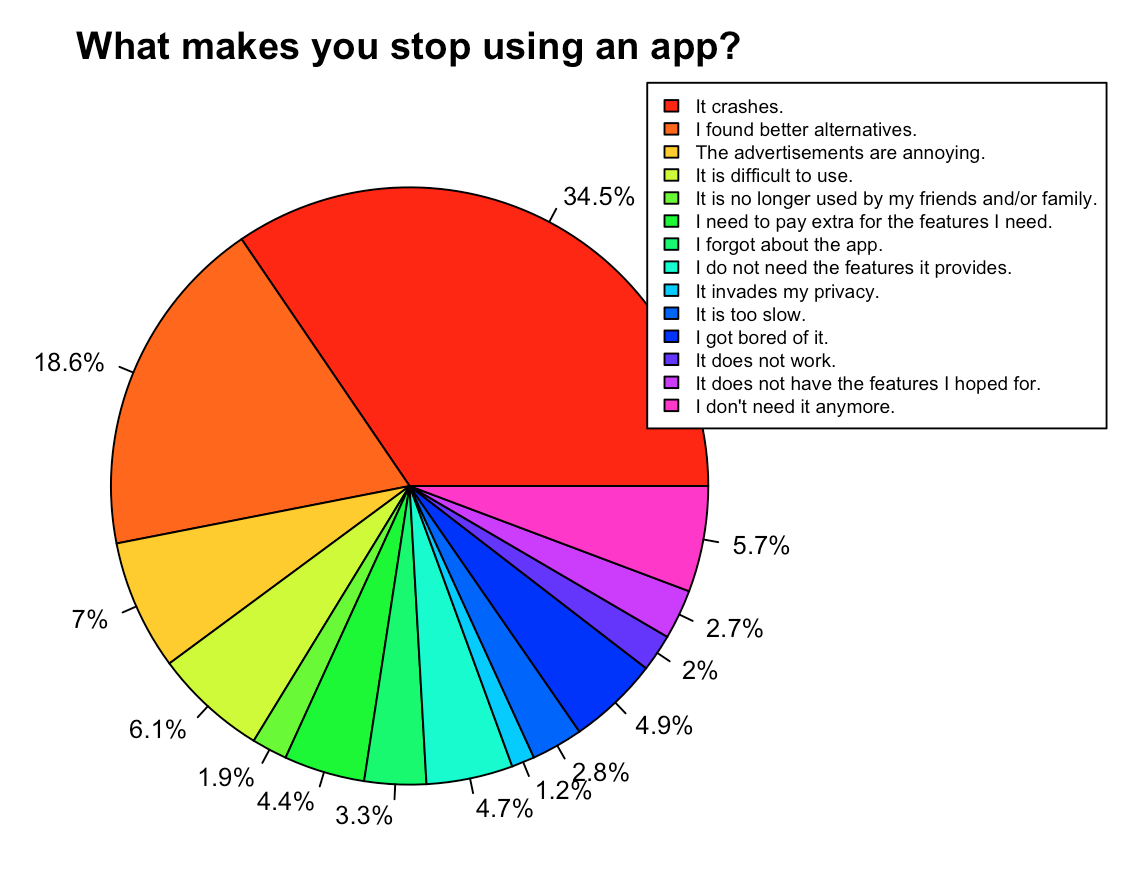 What makes you stop using an app?
It crashes.
I found better alternatives.
The advertisements are annoying.
It is difficult to use.
It is no longer used by my friends and/or family.
I need to pay extra for the features I need.
I forgot about the app.
I do not need the features it provides.
It invades my privacy.
It is too slow.
I got bored of it.
It does not work.
It does not have the features I hoped for.
I don't need it anymore.
34.5%
18.6%
7%
6.1%
1.9%
4.4%
3.3%
4.7%
1.2%
2.8%
4.9%
2%
2.7%
5.7%